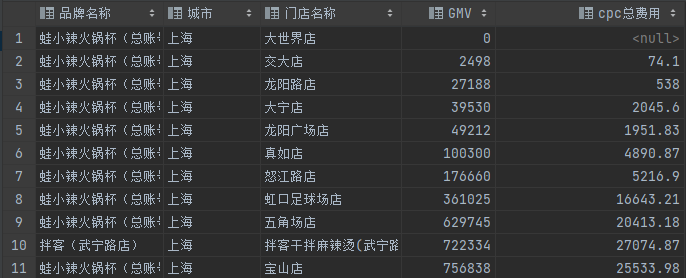 品牌名称 城市 门店名称 GMV cpc总费用
1 蛙小辣火锅杯（总账号 上海 大世界店 0 <null>
2 蛙小辣火锅杯（总账号 上海 交大店 2498 74.1
3 蛙小辣火锅杯（总账号 上海 龙阳路店 27188 538
4 蛙小辣火锅杯（总账号 上海 大宁店 39530 2045.6
5 蛙小辣火锅杯（总账号 上海 龙阳广场店 49212 1951.83
6 蛙小辣火锅杯（总账号 上海 真如店 100300 4890.87
7 蛙小辣火锅杯（总账号 上海 怒江路店 176660 5216.9
8 蛙小辣火锅杯（总账号 上海 虹口足球场店 361025 16643.21
9 蛙小辣火锅杯（总账号 上海 五角场店 629745 20413.18
10 拌客（武宁路店） 上海 拌客干拌麻辣烫(武宁路 722334 27074.87
11 蛙小辣火锅杯（总账号 上海 宝山店 756838 25533.98